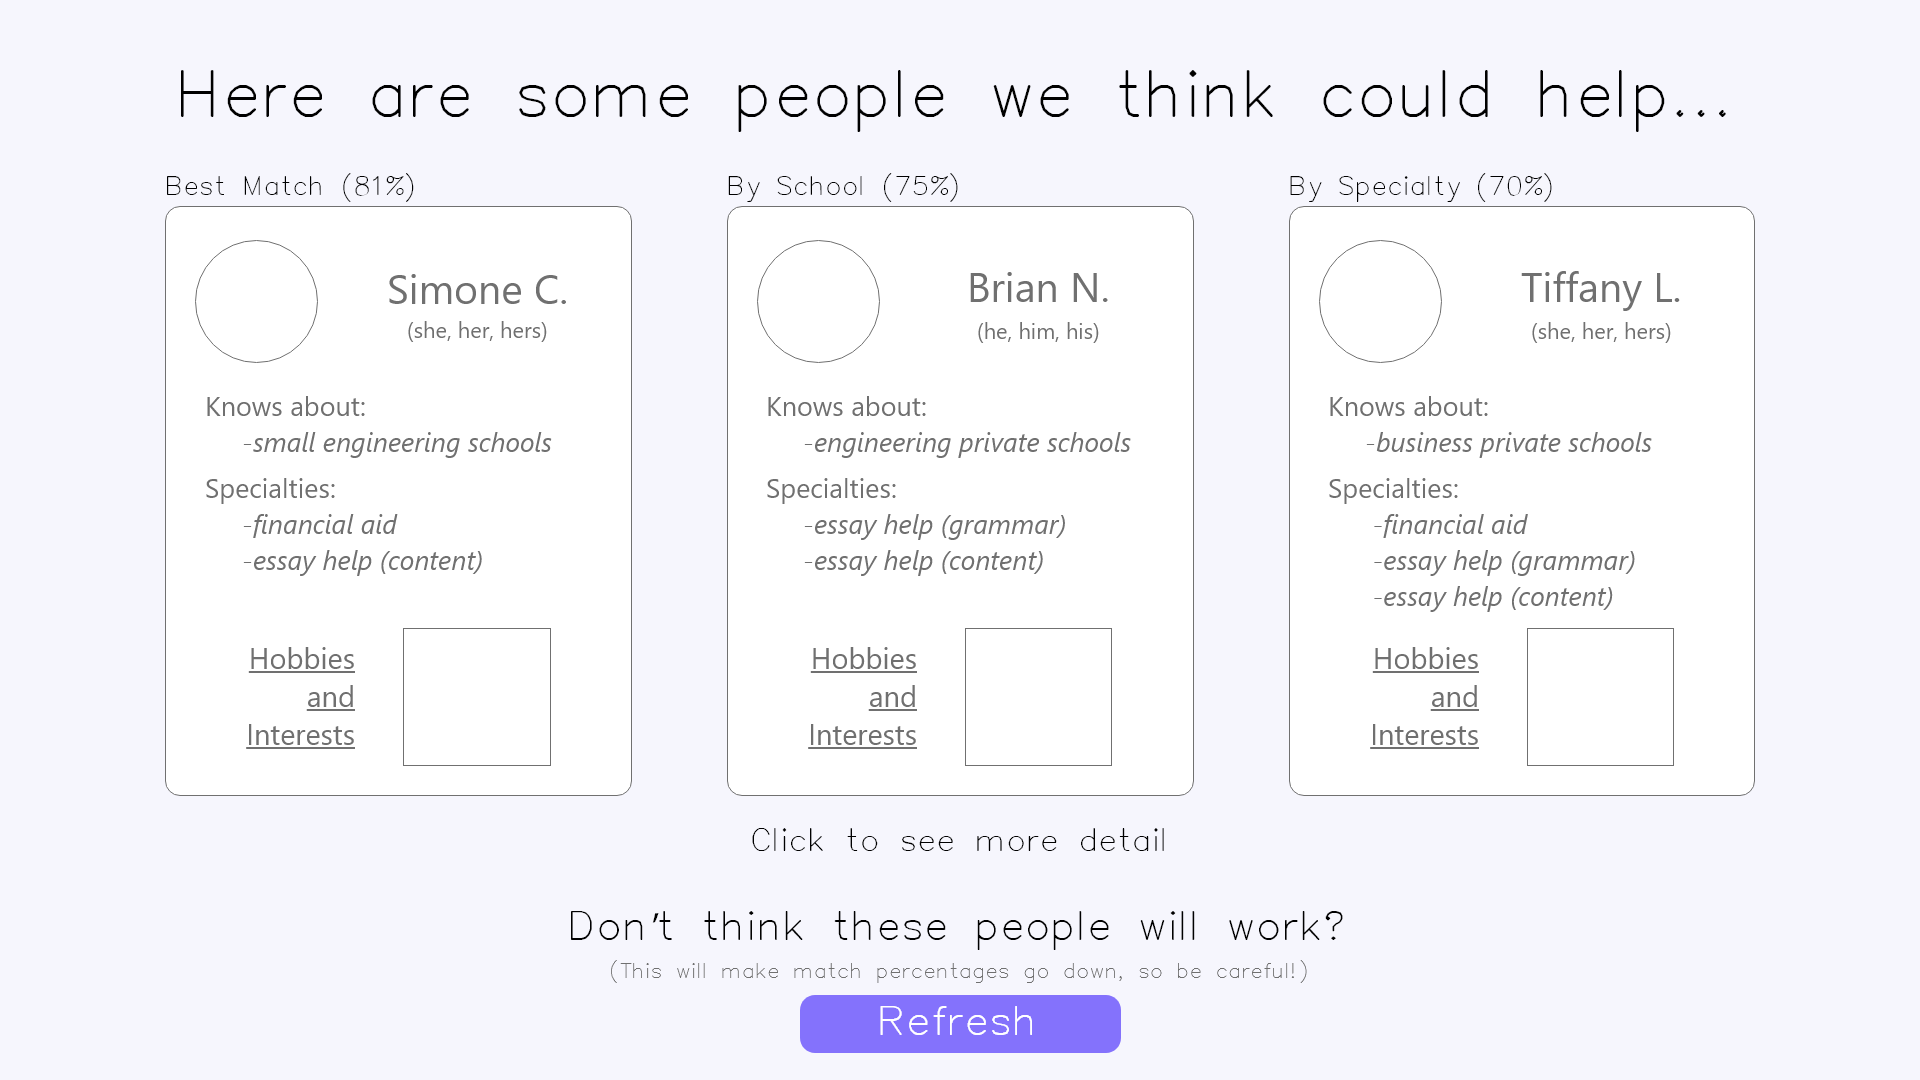 Here are some people we think could help...
Best Match (81%)
Simone C.
(she, her, hers)
Knows about:
-small engineering schools
Specialties:
-financial aid
-essay help (content)
Hobbies
and
Interests
By School (75%)
Brian N.
(he, him, his)
Knows about:
-engineering private schools
Specialties:
-essay help (grammar)
-essay help (content)
Hobbies
and
Interests
By Specialty (70%)
Tiffany L.
(she, her, hers)
Knows about:
-business private schools
Specialties:
-financial aid
-essay help (grammar)
-essay help (content)
Hobbies
and
Interests
Click to see more detail
Don't think these people will work?
(This will make match percentages go down, so be careful!)
Refresh